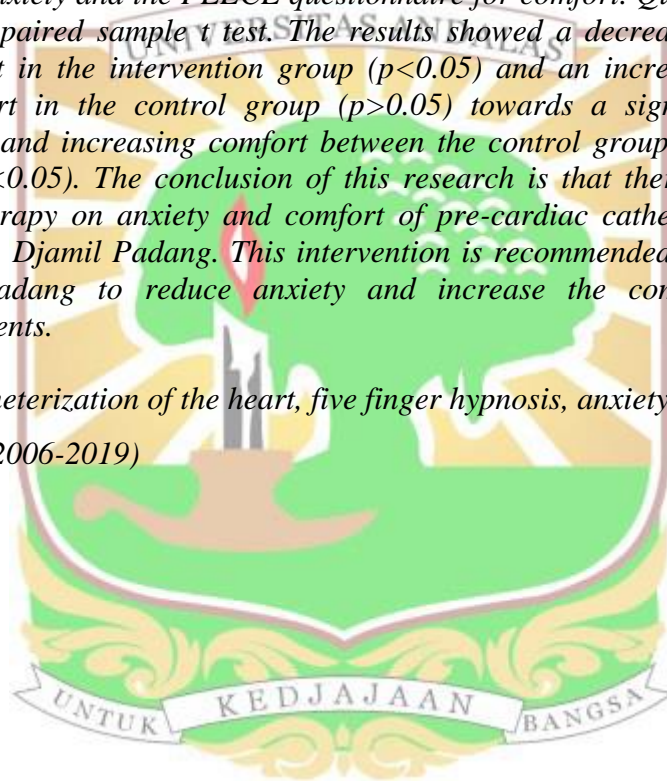 anxiety and the PEECE questionnaire for comfort. Qu
paired sample t test. The results showed a decrea
UNIVERSITAS ANDALAS
t in the intervention group (p<0.05) and an incre
rt in the control group (p>0.05) towards a sign
and increasing comfort between the control group
<0.05). The conclusion of this research is that ther
rapy on anxiety and comfort of pre-cardiac cathe
Djamil Padang. This intervention is recommended
adang to reduce anxiety and increase the con
ents.
heterization of the heart, five finger hypnosis, anxiety
2006-2019)
UNTUK KEDJAJAAN BANGSA